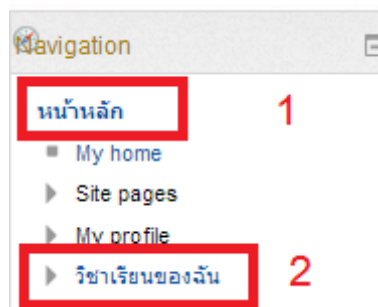 Navigation
หน้าหลัก 1
My home
Site pages
My profile
วิชาเรียนของฉัน 2